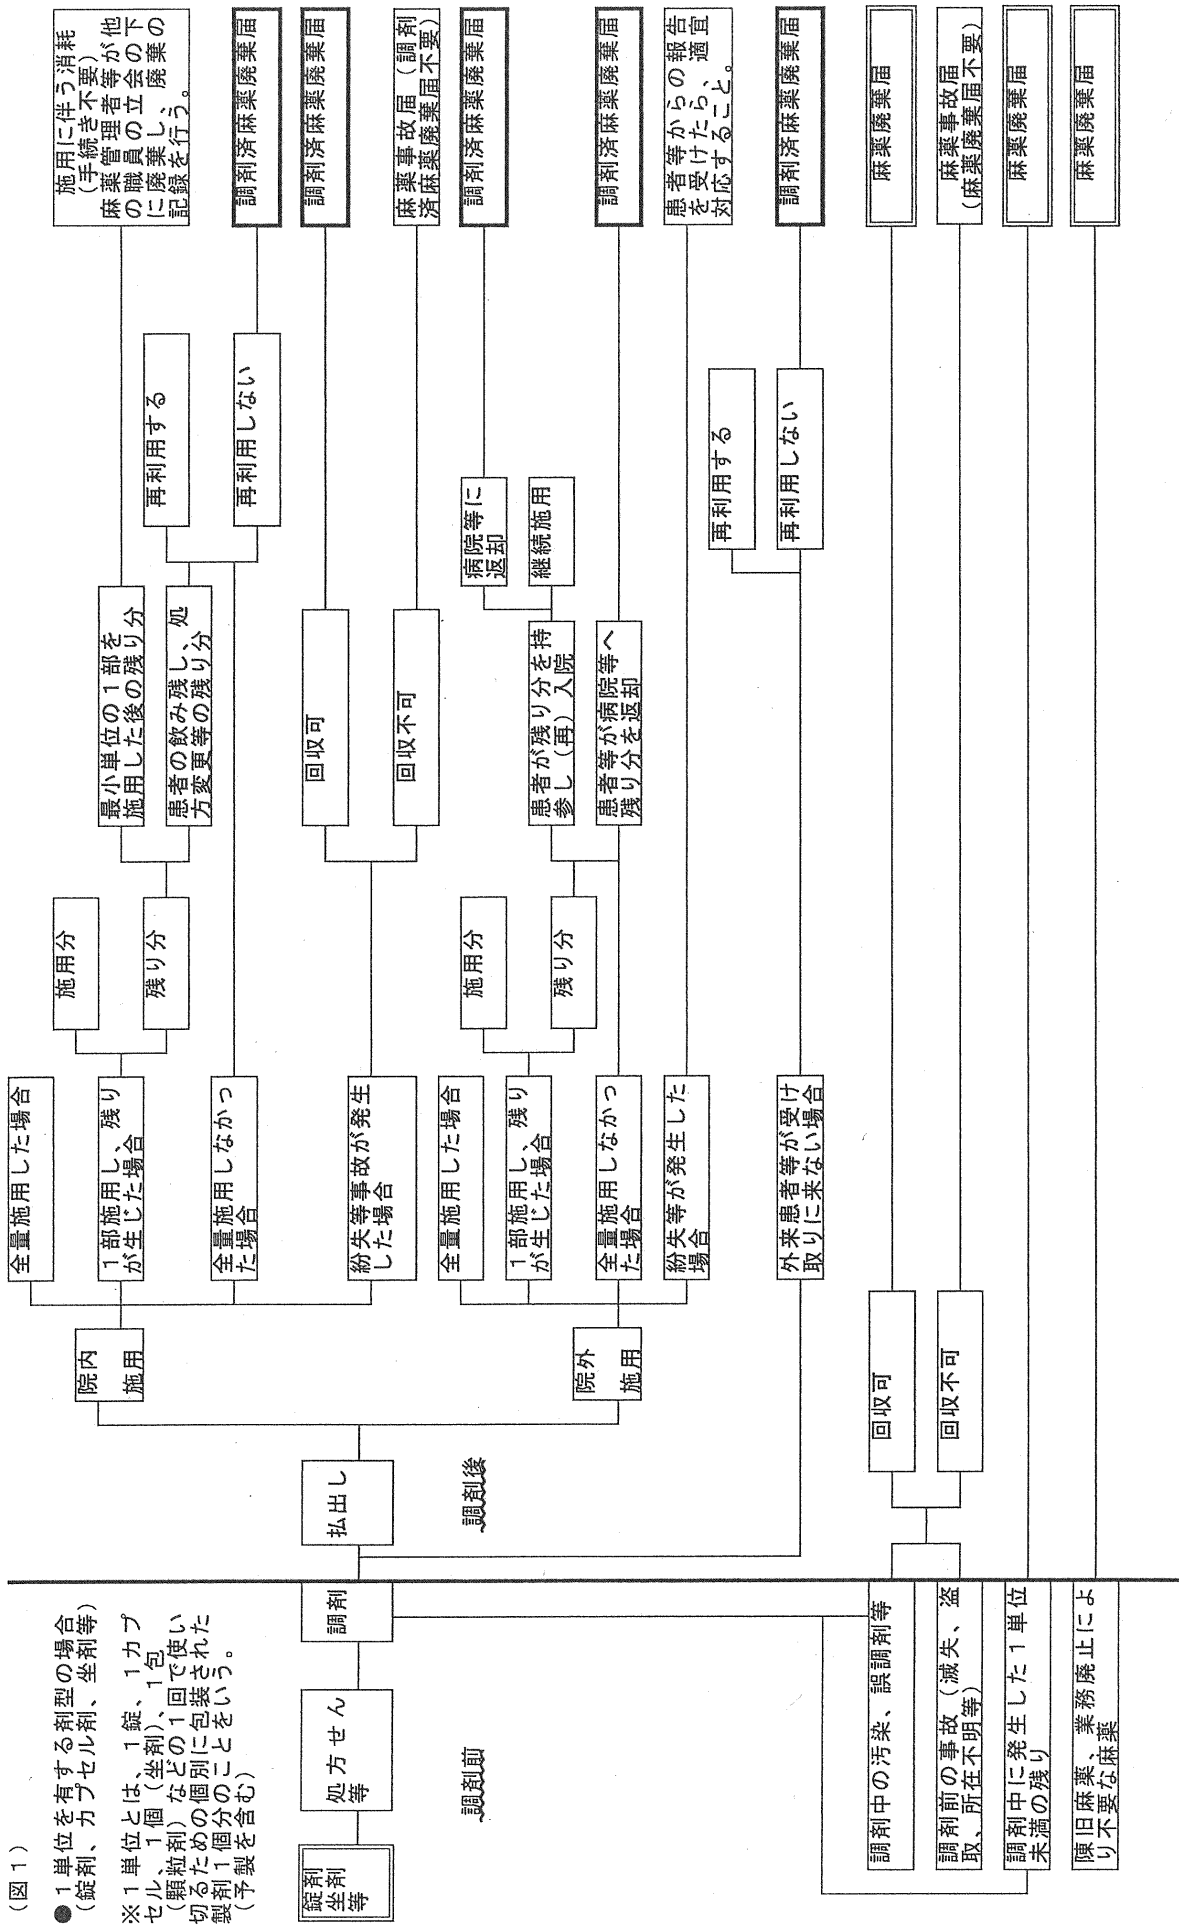 （図１）
●１単位を有する剤型の場合
（錠剤、カプセル剤、坐剤等）
※１単位とは、１錠、１カプ
セル、１個（坐剤）、１包
（顆粒剤）などの１回で使い
切るための個別に包装された
製剤１個分のことをいう。
（予製を含む）
錠剤
坐剤
等
処方せん
等
調剤
調剤前
払出し
調剤後
院内
施用
全量施用した場合
１部施用し、残り
が生じた場合
施用分
残り分
最小単位の１部を
施用した後の残り分
施用に伴う消耗
（手続き不要）
麻薬管理者等が他
の職員の立会の下
に廃棄し、廃棄の
記録を行う。
患者の飲み残し、処
方変更等の残り分
再利用する
再利用しない
調剤済麻薬廃棄届
全量施用しなかっ
た場合
紛失等事故が発生
した場合
回収可
調剤済麻薬廃棄届
回収不可
麻薬事故届（調剤
済麻薬廃棄届不要）
院外
施用
全量施用した場合
１部施用し、残り
が生じた場合
施用分
残り分
患者が残り分を持
参し（再）入院
病院等に
返却
調剤済麻薬廃棄届
継続施用
患者等が病院等へ
残り分を返却
調剤済麻薬廃棄届
全量施用しなかっ
た場合
紛失等が発生した
場合
患者等からの報告
を受けたら、適宜
対応すること。
外来患者等が受け
取りに来ない場合
再利用する
再利用しない
調剤済麻薬廃棄届
調剤中の汚染、誤調剤等
回収可
麻薬廃棄届
調剤前の事故（滅失、盗
取、所在不明等）
回収不可
麻薬事故届
（麻薬廃棄届不要）
調剤中に発生した１単位
未満の残り
麻薬廃棄届
陳旧麻薬、業務廃止によ
り不要な麻薬
麻薬廃棄届